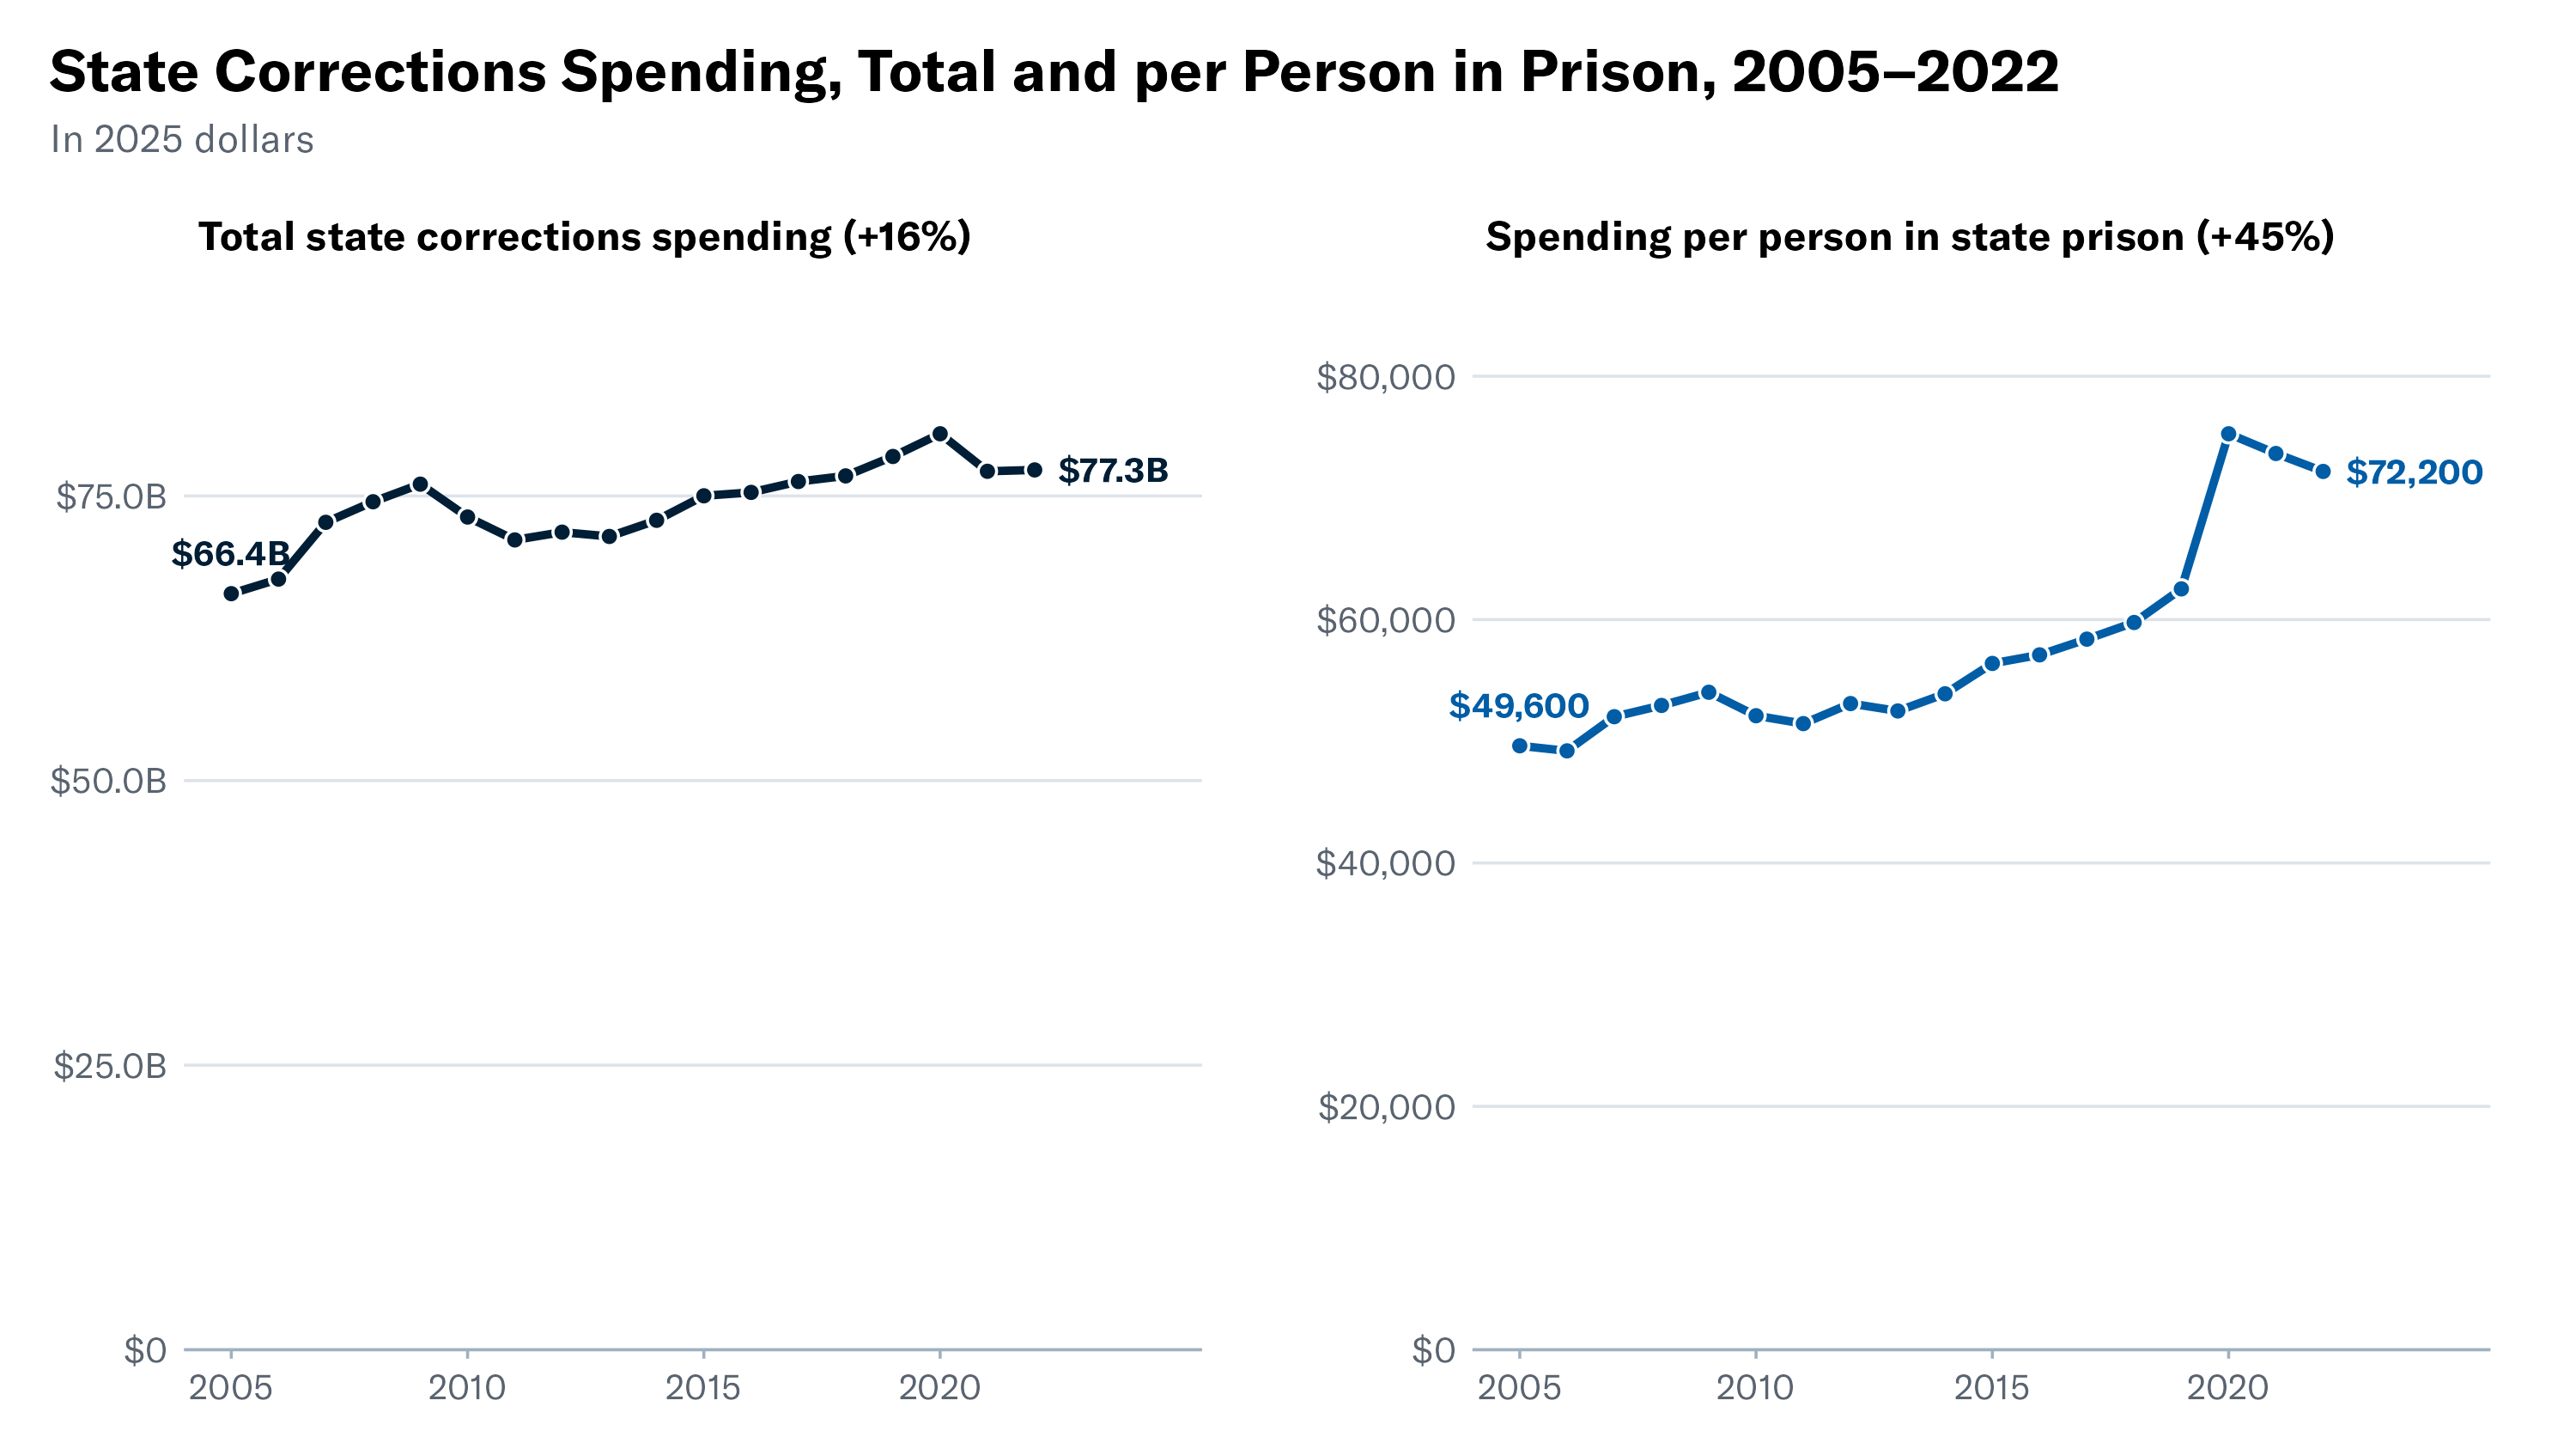 State Corrections Spending, Total and per Person in Prison, 2005–2022
In 2025 dollars
Total state corrections spending (+16%)
$75.0B
$50.0B
$25.0B
$0
$66.4B
$77.3B
2005
2010
2015
2020
Spending per person in state prison (+45%)
$80,000
$60,000
$40,000
$20,000
$0
$49,600
$72,200
2005
2010
2015
2020